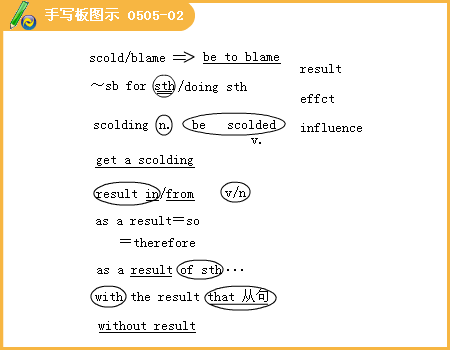 手写板图示 0505-02
scold/blame => be to blame
～sb for sth/doing sth
scolding n. be scolded
v.
get a scolding
result in/from v/n
as a result=so
=therefore
as a result of sth···
with the result that 从句
without result
result
effct
influence